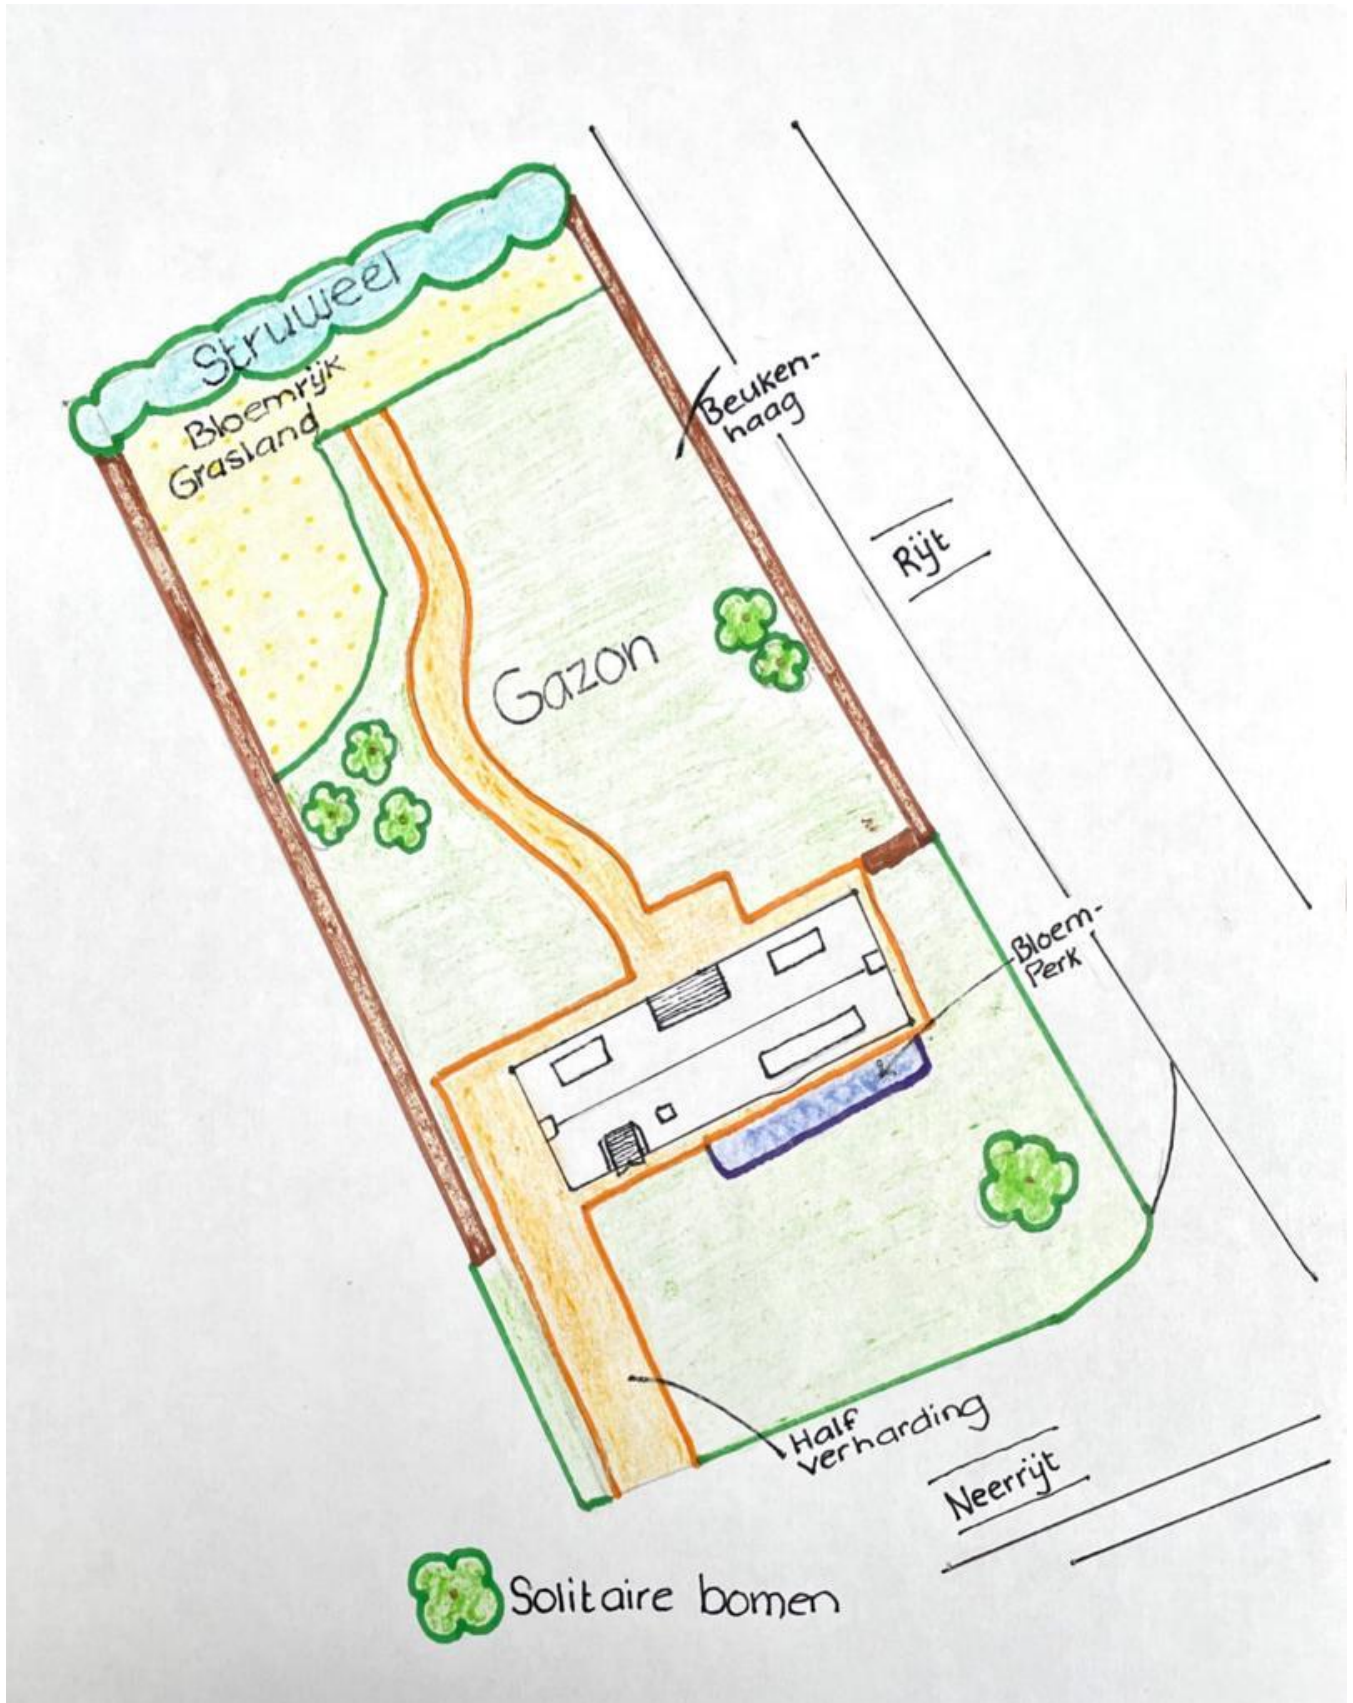 Struweel
Bloemrijk
Grasland
Beuken-
haag
Rijt
Gazon
Bloem-
Perk
Half
verharding
Neerrijt
Solitaire bomen